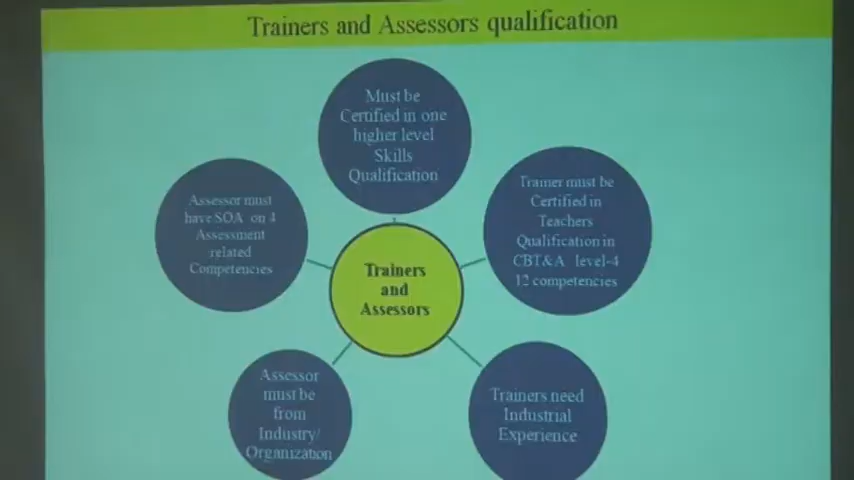 Trainers and Assessors qualification
Must be
Certified in one
higher level
Skills
Qualification
Assessor must
have SOA on 4
Assessment
related
Competencies
Trainer must be
Certified in
Teachers
Qualification in
CBT&A level-4
12 competencies
Trainers
and
Assessors
Assessor
must be
from
Industry/
Organization
Trainers need
Industrial
Experience